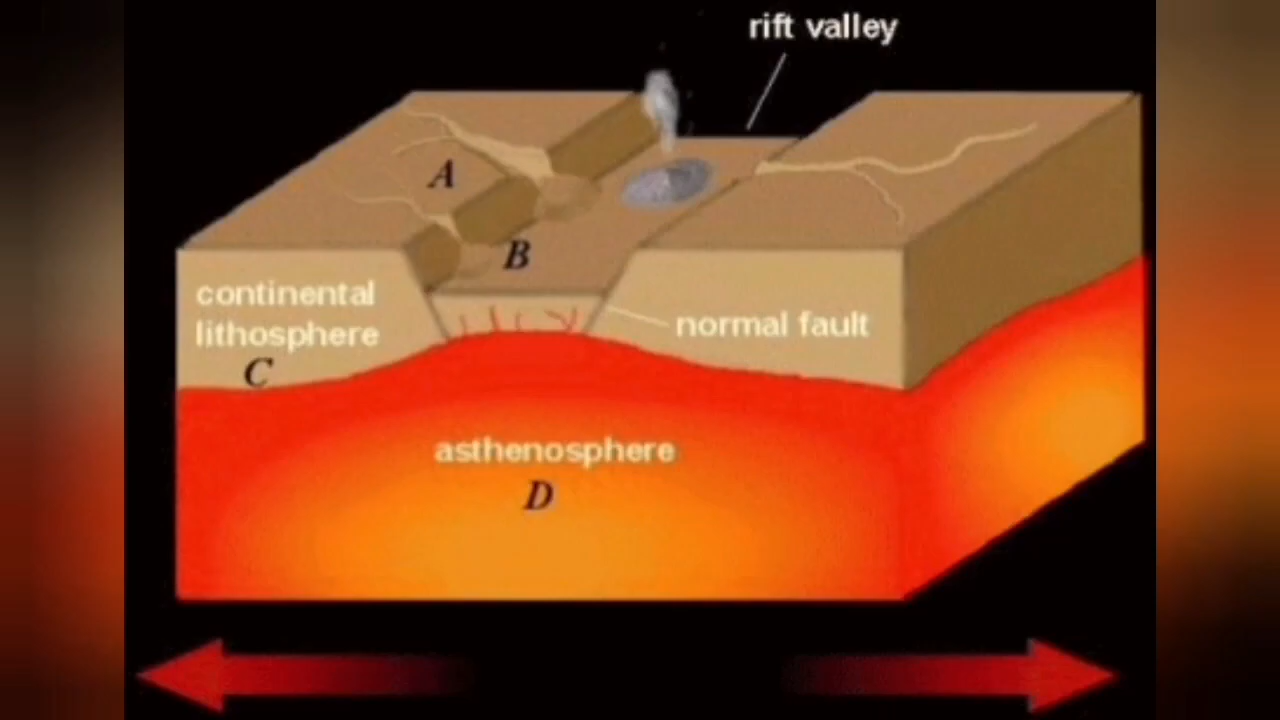 rift valley
A
B
continental
lithosphere
C
normal fault
asthenosphere
D